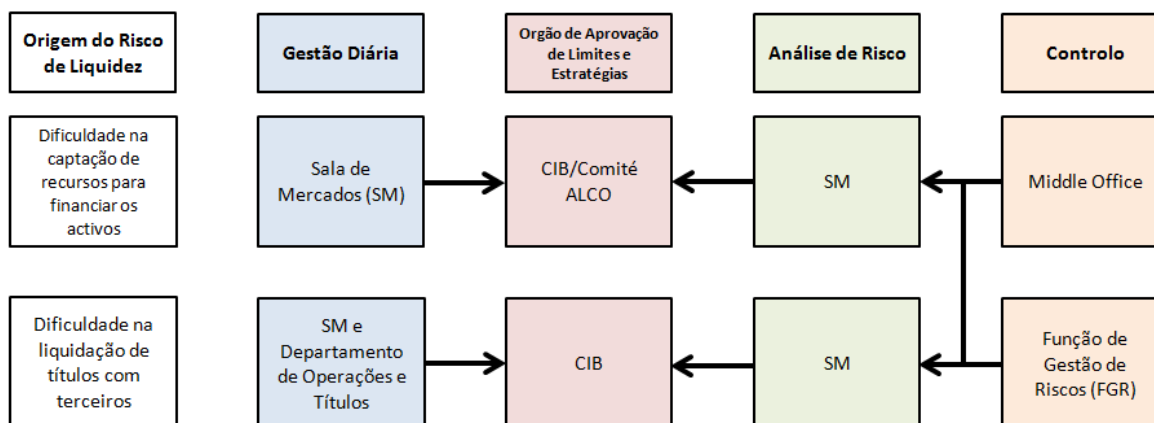 Origem do Risco
de Liquidez
Gestão Diária
Orgão de Aprovação
de Limites e
Estratégias
Análise de Risco
Controlo
Dificuldade na
captação de
recursos para
financiar os
activos
Sala de
Mercados (SM)
CIB/Comité
ALCO
SM
Middle Office
Dificuldade na
liquidação de
títulos com
terceiros
SM e
Departamento
de Operações e
Títulos
CIB
SM
Função de
Gestão de
Riscos (FGR)